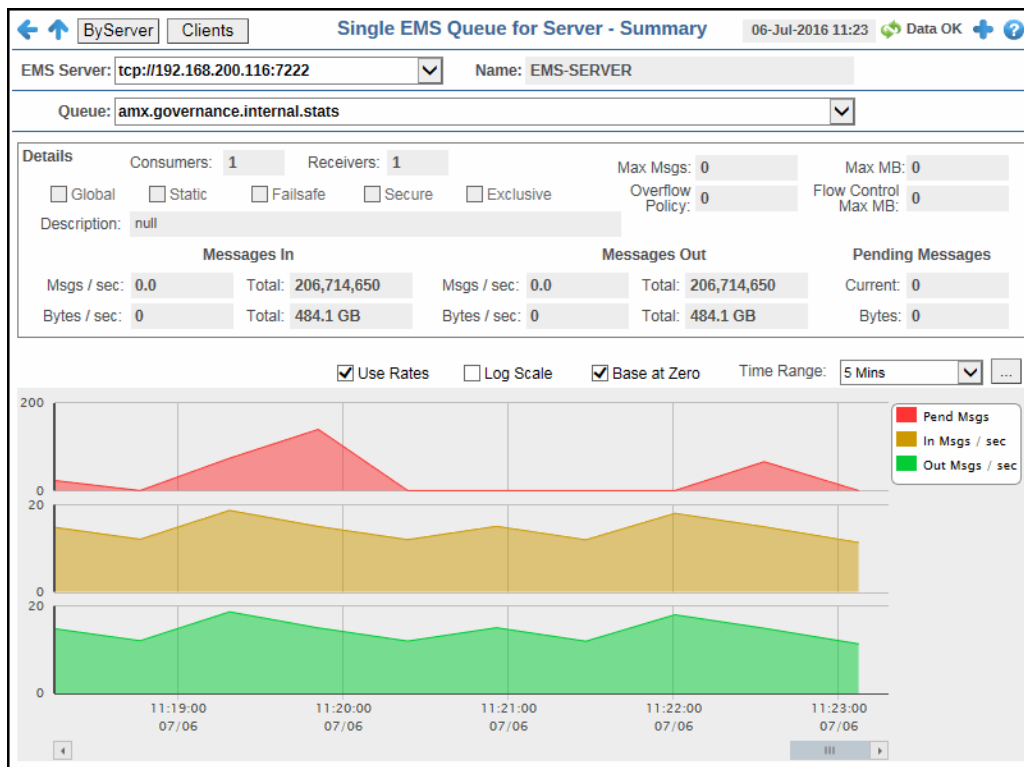 ByServer Clients Single EMS Queue for Server - Summary 06-Jul-2016 11:23 Data OK ?
EMS Server: tcp://192.168.200.116:7222 Name: EMS-SERVER
Queue: amx.governance.internal.stats
Details Consumers: 1 Receivers: 1 Max Msgs: 0 Max MB: 0
Global Static Failsafe Secure Exclusive Overflow Policy: 0 Flow Control Max MB: 0
Description: null
Messages In Messages Out Pending Messages
Msgs / sec: 0.0 Total: 206,714,650 Msgs / sec: 0.0 Total: 206,714,650 Current: 0
Bytes / sec: 0 Total: 484.1 GB Bytes / sec: 0 Total: 484.1 GB Bytes: 0
Use Rates Log Scale Base at Zero Time Range: 5 Mins ...
200
0
20
0
20
0
Pend Msgs
In Msgs / sec
Out Msgs / sec
11:19:00 11:20:00 11:21:00 11:22:00 11:23:00
07/06 07/06 07/06 07/06 07/06